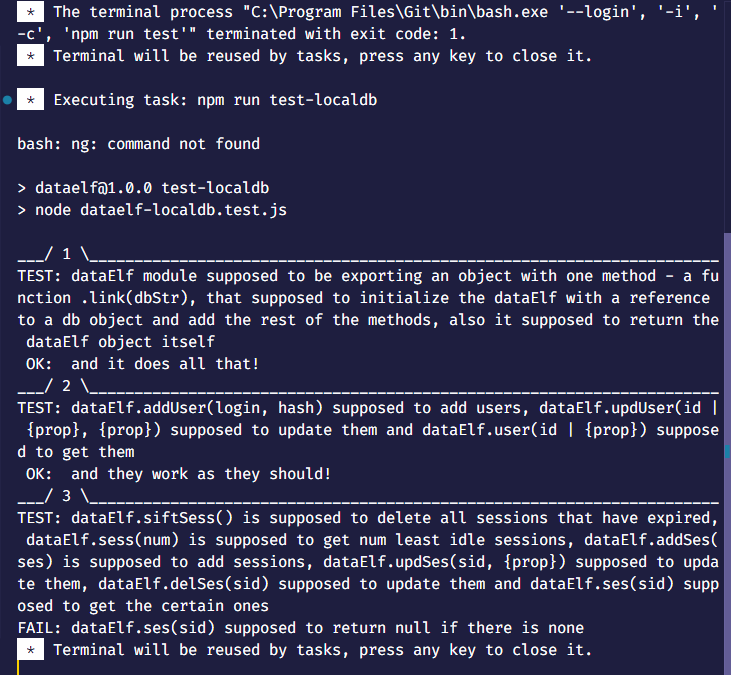 * The terminal process "C:\Program Files\Git\bin\bash.exe '--login', '-i', '
-c', 'npm run test'" terminated with exit code: 1.
* Terminal will be reused by tasks, press any key to close it.
* Executing task: npm run test-localdb
bash: ng: command not found
> dataelf@1.0.0 test-localdb
> node dataelf-localdb.test.js
___/ 1 \______________________________________________________________________
TEST: dataElf module supposed to be exporting an object with one method - a fu
nction .link(dbStr), that supposed to initialize the dataElf with a reference
to a db object and add the rest of the methods, also it supposed to return the
dataElf object itself
OK:  and it does all that!
___/ 2 \______________________________________________________________________
TEST: dataElf.addUser(login, hash) supposed to add users, dataElf.updUser(id |
{prop}, {prop}) supposed to update them and dataElf.user(id | {prop}) suppose
d to get them
OK:  and they work as they should!
___/ 3 \______________________________________________________________________
TEST: dataElf.siftSess() is supposed to delete all sessions that have expired,
dataElf.sess(num) is supposed to get num least idle sessions, dataElf.addSes(
ses) is supposed to add sessions, dataElf.updSes(sid, {prop}) supposed to upda
te them, dataElf.delSes(sid) supposed to update them and dataElf.ses(sid) supp
osed to get the certain ones
FAIL: dataElf.ses(sid) supposed to return null if there is none
* Terminal will be reused by tasks, press any key to close it.